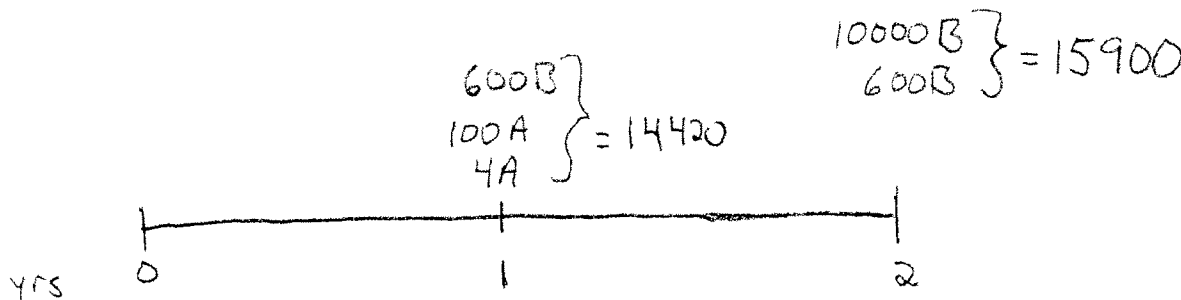 10000B
600B } = 15900
600B
100A } = 14420
4A
yrs 0 1 2